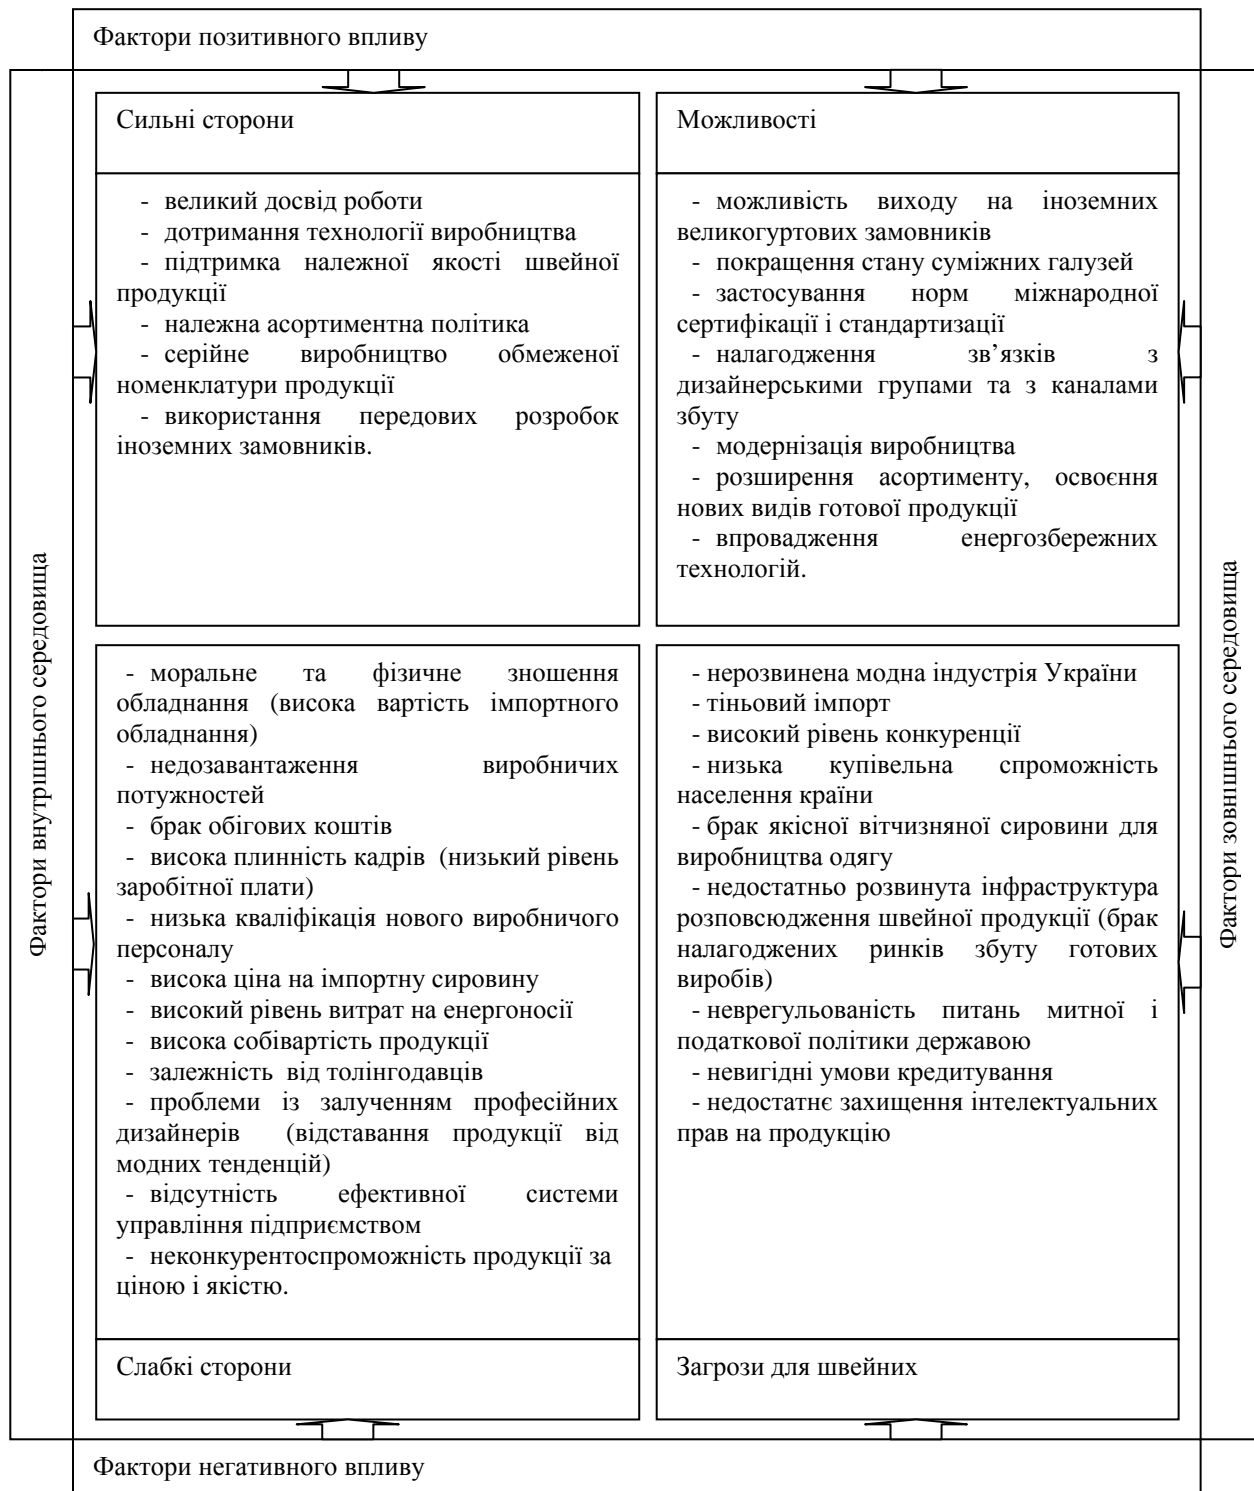 Фактори позитивного впливу
Сильні сторони
- великий досвід роботи
- дотримання технології виробництва
- підтримка належної якості швейної
продукції
- належна асортиментна політика
- серійне виробництво обмеженої
номенклатури продукції
- використання передових розробок
іноземних замовників.
Можливості
- можливість виходу на іноземних
великогуртових замовників
- покращення стану суміжних галузей
- застосування норм міжнародної
сертифікації і стандартизації
- налагодження зв’язків з
дизайнерськими групами та з каналами
збуту
- модернізація виробництва
- розширення асортименту, освоєння
нових видів готової продукції
- впровадження енергозбережних
технологій.
Фактори внутрішнього середовища
Фактори зовнішнього середовища
- моральне та фізичне зношення
обладнання (висока вартість імпортного
обладнання)
- недозавантаження виробничих
потужностей
- брак обігових коштів
- висока плинність кадрів (низький рівень
заробітної плати)
- низька кваліфікація нового виробничого
персоналу
- висока ціна на імпортну сировину
- високий рівень витрат на енергоносії
- висока собівартість продукції
- залежність від толінгодавців
- проблеми із залученням професійних
дизайнерів (відставання продукції від
модних тенденцій)
- відсутність ефективної системи
управління підприємством
- неконкурентоспроможність продукції за
ціною і якістю.
Слабкі сторони
- нерозвинена модна індустрія України
- тіньовий імпорт
- високий рівень конкуренції
- низька купівельна спроможність
населення країни
- брак якісної вітчизняної сировини для
виробництва одягу
- недостатньо розвинута інфраструктура
розповсюдження швейної продукції (брак
налагоджених ринків збуту готових
виробів)
- неврегульованість питань митної і
податкової політики державою
- невигідні умови кредитування
- недостатнє захищення інтелектуальних
прав на продукцію
Загрози для швейних
Фактори негативного впливу